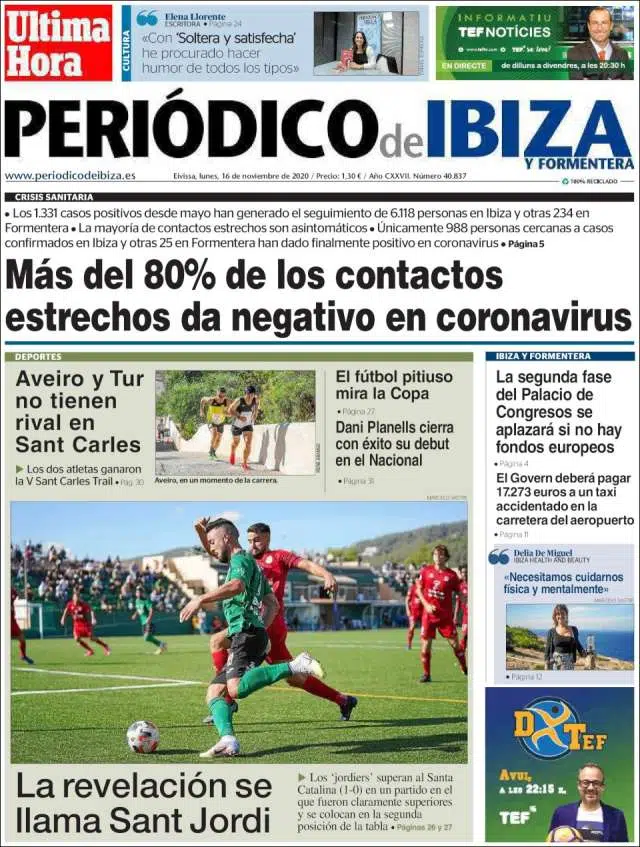 Ultima
Hora
CULTURA
Elena Llorente
ESCRITORA • Página 24
«Con 'Soltera y satisfecha'
he procurado hacer
humor de todos los tipos»
INFORMATIU
TEF NOTÍCIES
EN DIRECTE
de dilluns a divendres, a les 20:30 h
PERIÓDICO de IBIZA
Y FORMENTERA
www.periodicodeibiza.es
Eivissa, lunes, 16 de noviembre de 2020 / Precio: 1,30 € / Año CXXVII. Número 40.837
100% RECICLADO
CRISIS SANITARIA
• Los 1.331 casos positivos desde mayo han generado el seguimiento de 6.118 personas en Ibiza y otras 234 en
Formentera • La mayoría de contactos estrechos son asintomáticos • Únicamente 988 personas cercanas a casos
confirmados en Ibiza y otras 25 en Formentera han dado finalmente positivo en coronavirus • Página 5
Más del 80% de los contactos
estrechos da negativo en coronavirus
DEPORTES
Aveiro y Tur
no tienen
rival en
Sant Carles
Los dos atletas ganaron
la V Sant Carles Trail • Pág. 30
Aveiro, en un momento de la carrera.
El fútbol pitiuso
mira la Copa
• Página 27
Dani Planells cierra
con éxito su debut
en el Nacional
• Página 31
MARCELO SASTRE
La revelación se
llama Sant Jordi
Los 'jordiers' superan al Santa
Catalina (1-0) en un partido en el
que fueron claramente superiores
y se colocan en la segunda
posición de la tabla • Páginas 26 y 27
IBIZA Y FORMENTERA
La segunda fase
del Palacio de
Congresos se
aplazará si no hay
fondos europeos
• Página 4
El Govern deberá pagar
17.273 euros a un taxi
accidentado en la
carretera del aeropuerto
• Página 11
Delia De Miguel
IBIZA HEALTH AND BEAUTY
«Necesitamos cuidarnos
física y mentalmente»
MARCELO SASTRE
• Página 12
DXTEF
AVUI,
A LES 22:15 H.
TEF